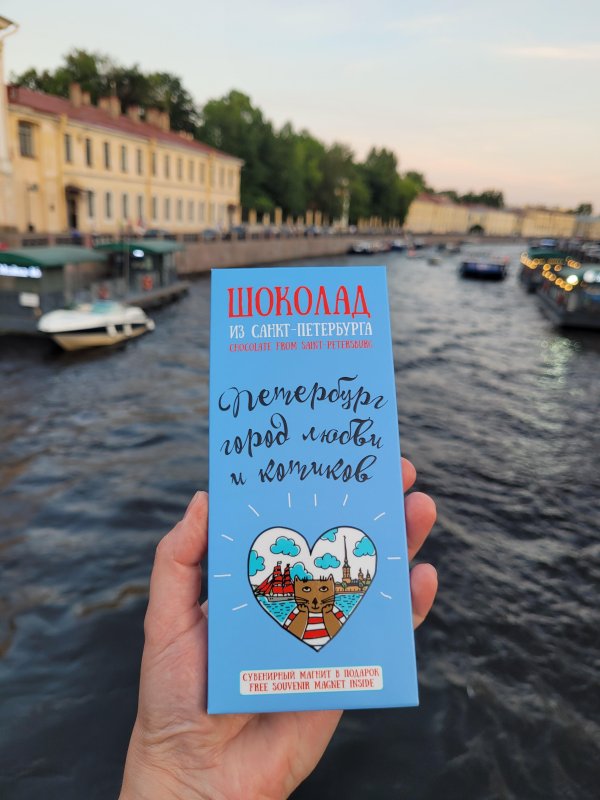 ШОКОЛАД
ИЗ САНКТ-ПЕТЕРБУРГА
CHOCOLATE FROM SAINT-PETERSBURG
Петербург
город любви
и котиков
СУВЕНИРНЫЙ МАГНИТ В ПОДАРОК
FREE SOUVENIR MAGNET INSIDE